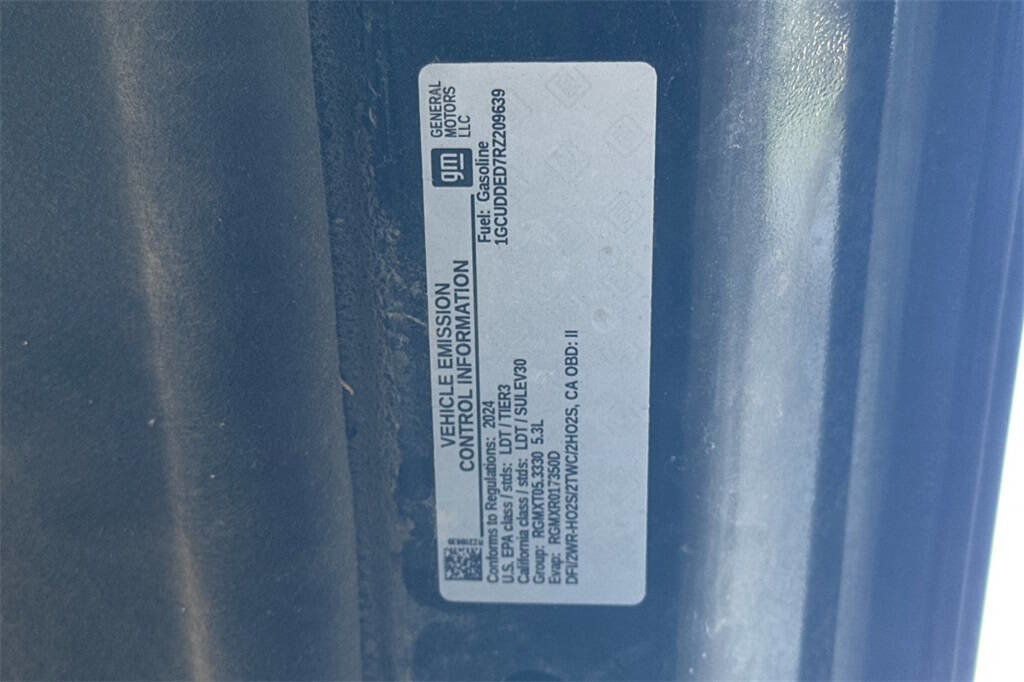 VEHICLE EMISSION
CONTROL INFORMATION
gm
GENERAL
MOTORS
LLC
Conforms to Regulations: 2024
U.S. EPA class / stds: LDT / TIER3
California class / stds: LDT / SULEV30
Group: RGMXT05.3330 5.3L
Evap: RGMXR017350D
DFI/2WR-HO2S/2TWC/2HO2S, CA OBD: II
Fuel: Gasoline
1GCUDDED7RZ209639